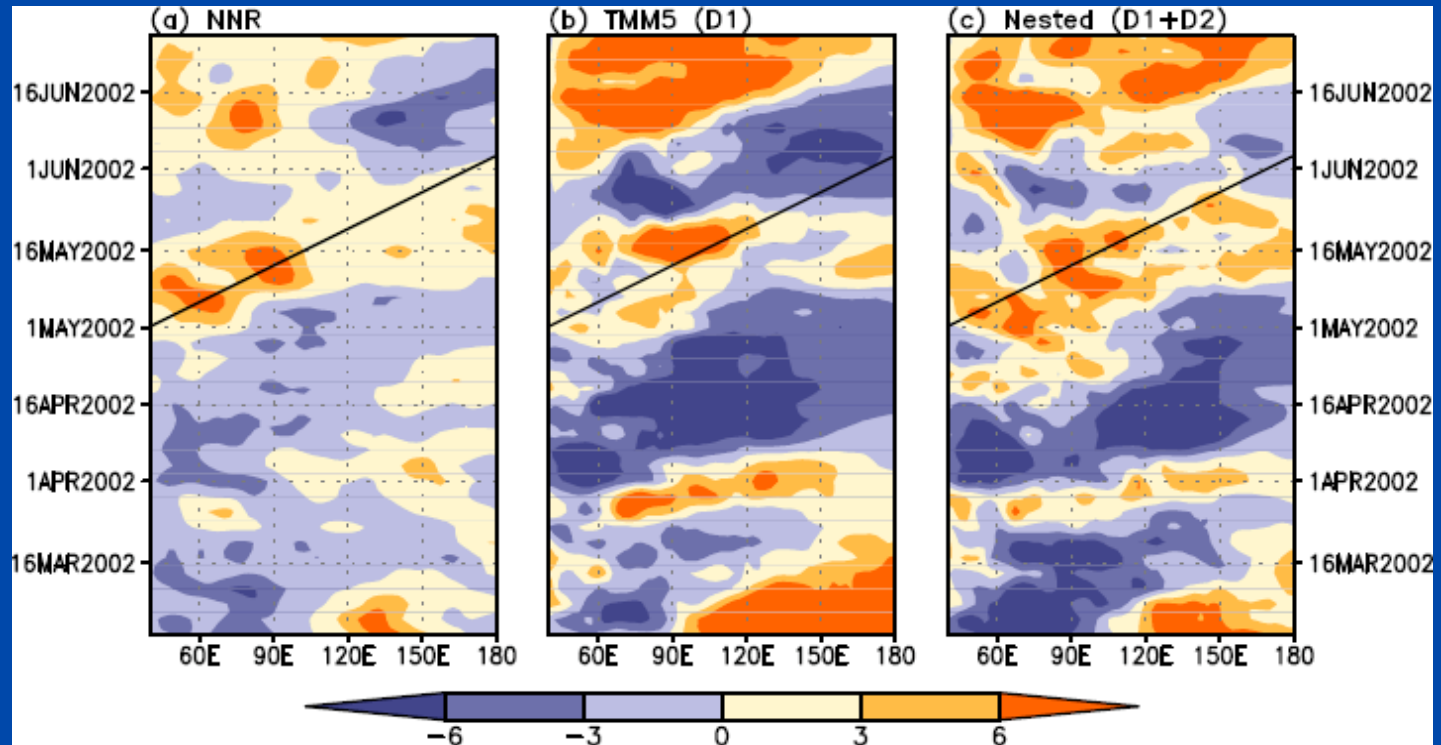 (a) NNR
(b) TMM5 (D1)
(c) Nested (D1+D2)
16JUN2002
16JUN2002
1JUN2002
1JUN2002
16MAY2002
16MAY2002
1MAY2002
1MAY2002
16APR2002
16APR2002
1APR2002
1APR2002
16MAR2002
16MAR2002
60E 90E 120E 150E 180
60E 90E 120E 150E 180
60E 90E 120E 150E 180
-6 -3 0 3 6